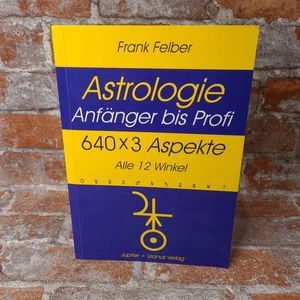 Frank Felber
Astrologie
Anfänger bis Profi
640 x 3 Aspekte
Alle 12 Winkel
Jupiter + Uranus Verlag